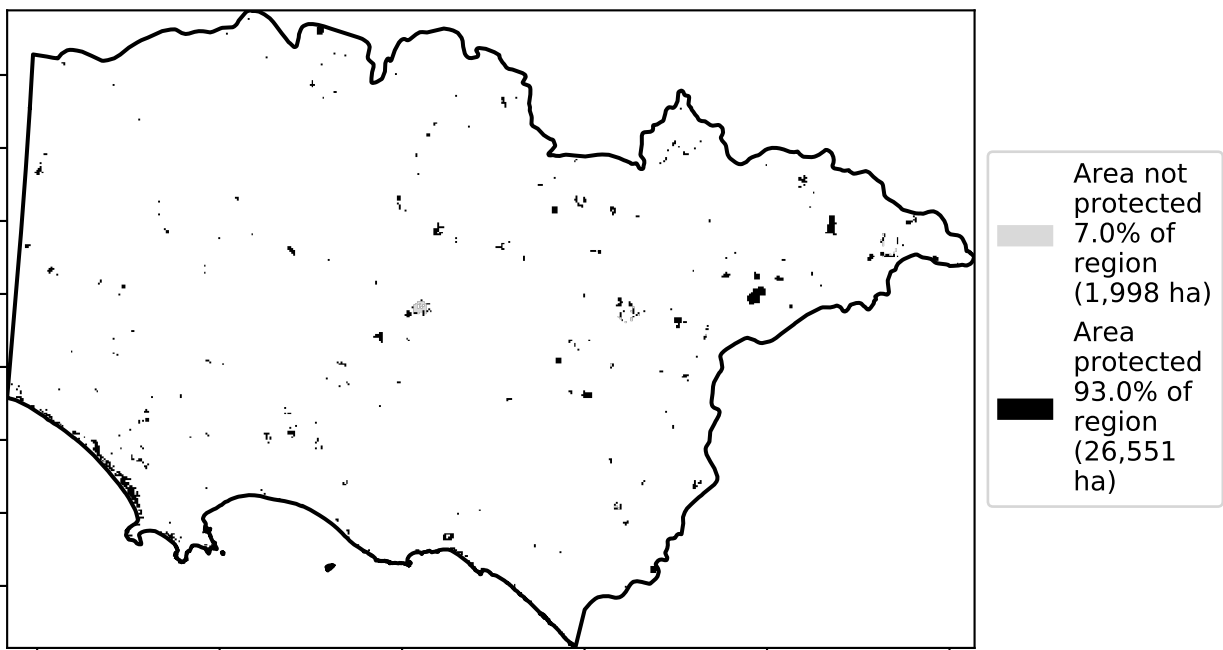 Area not
protected
7.0% of
region
(1,998 ha)
Area
protected
93.0% of
region
(26,551
ha)